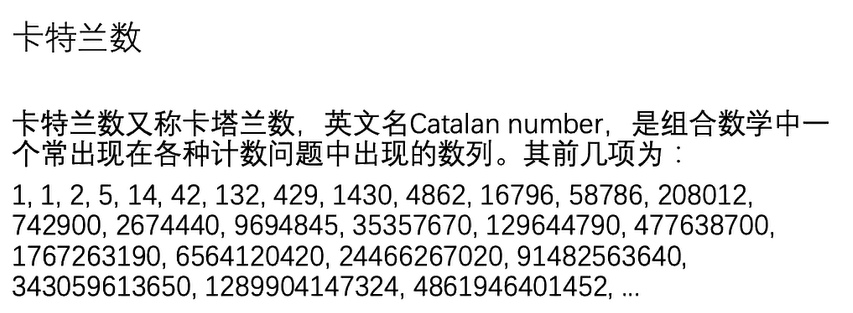 卡特兰数
卡特兰数又称卡塔兰数，英文名Catalan number，是组合数学中一
个常出现在各种计数问题中出现的数列。其前几项为：
1, 1, 2, 5, 14, 42, 132, 429, 1430, 4862, 16796, 58786, 208012,
742900, 2674440, 9694845, 35357670, 129644790, 477638700,
1767263190, 6564120420, 24466267020, 91482563640,
343059613650, 1289904147324, 4861946401452, ...